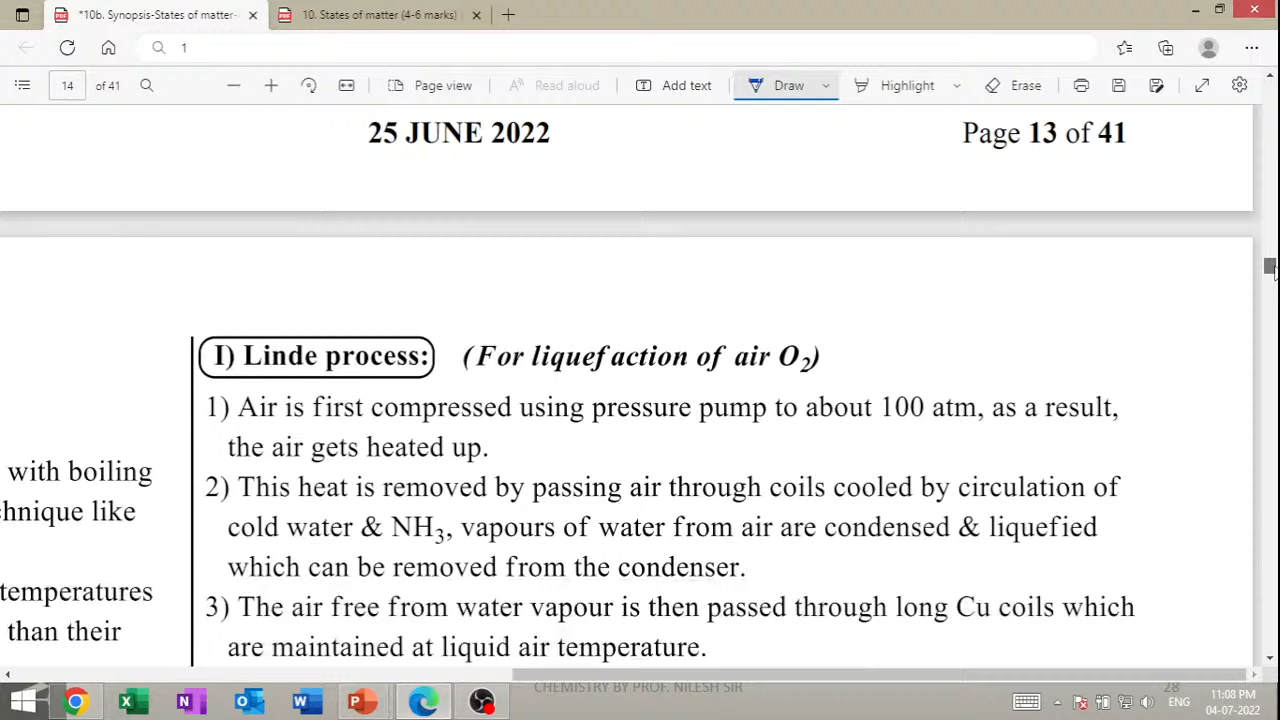 *10b. Synopsis-States of matter-
10. States of matter (4-6 marks)
1
14 of 41
Page view
Read aloud
Add text
Draw
Highlight
Erase
25 JUNE 2022
Page 13 of 41
I) Linde process: (For liquefaction of air O2)
1) Air is first compressed using pressure pump to about 100 atm, as a result,
the air gets heated up.
with boiling
2) This heat is removed by passing air through coils cooled by circulation of
chnique like
cold water & NH3, vapours of water from air are condensed & liquefied
which can be removed from the condenser.
temperatures
3) The air free from water vapour is then passed through long Cu coils which
than their
are maintained at liquid air temperature.
CHEMISTRY BY PROF. NILESH SIR
28
ENG
11:08 PM
04-07-2022